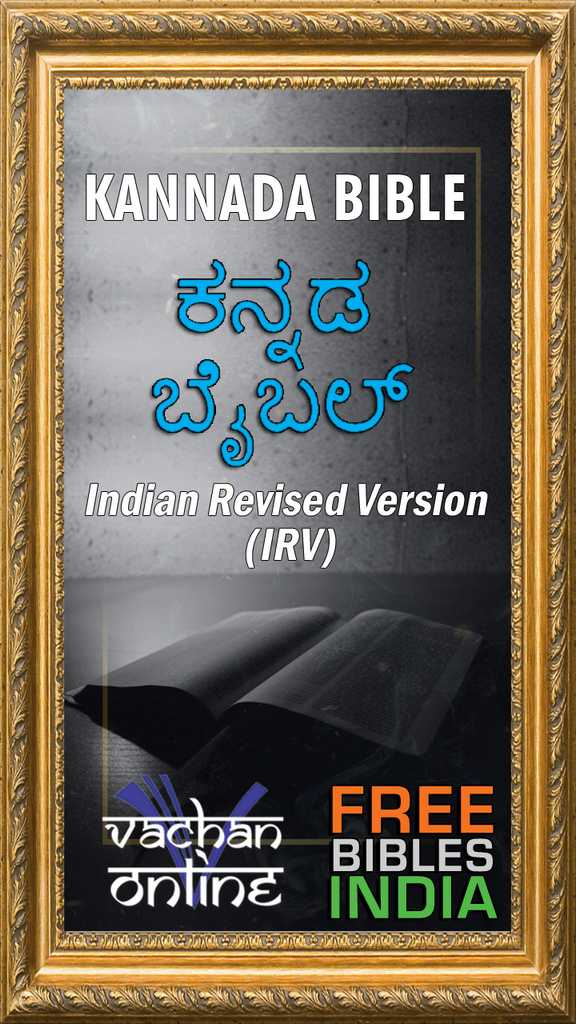 KANNADA BIBLE
ಕನ್ನಡ
ಬೈಬಲ್
Indian Revised Version
(IRV)
vachan
online
FREE
BIBLES
INDIA